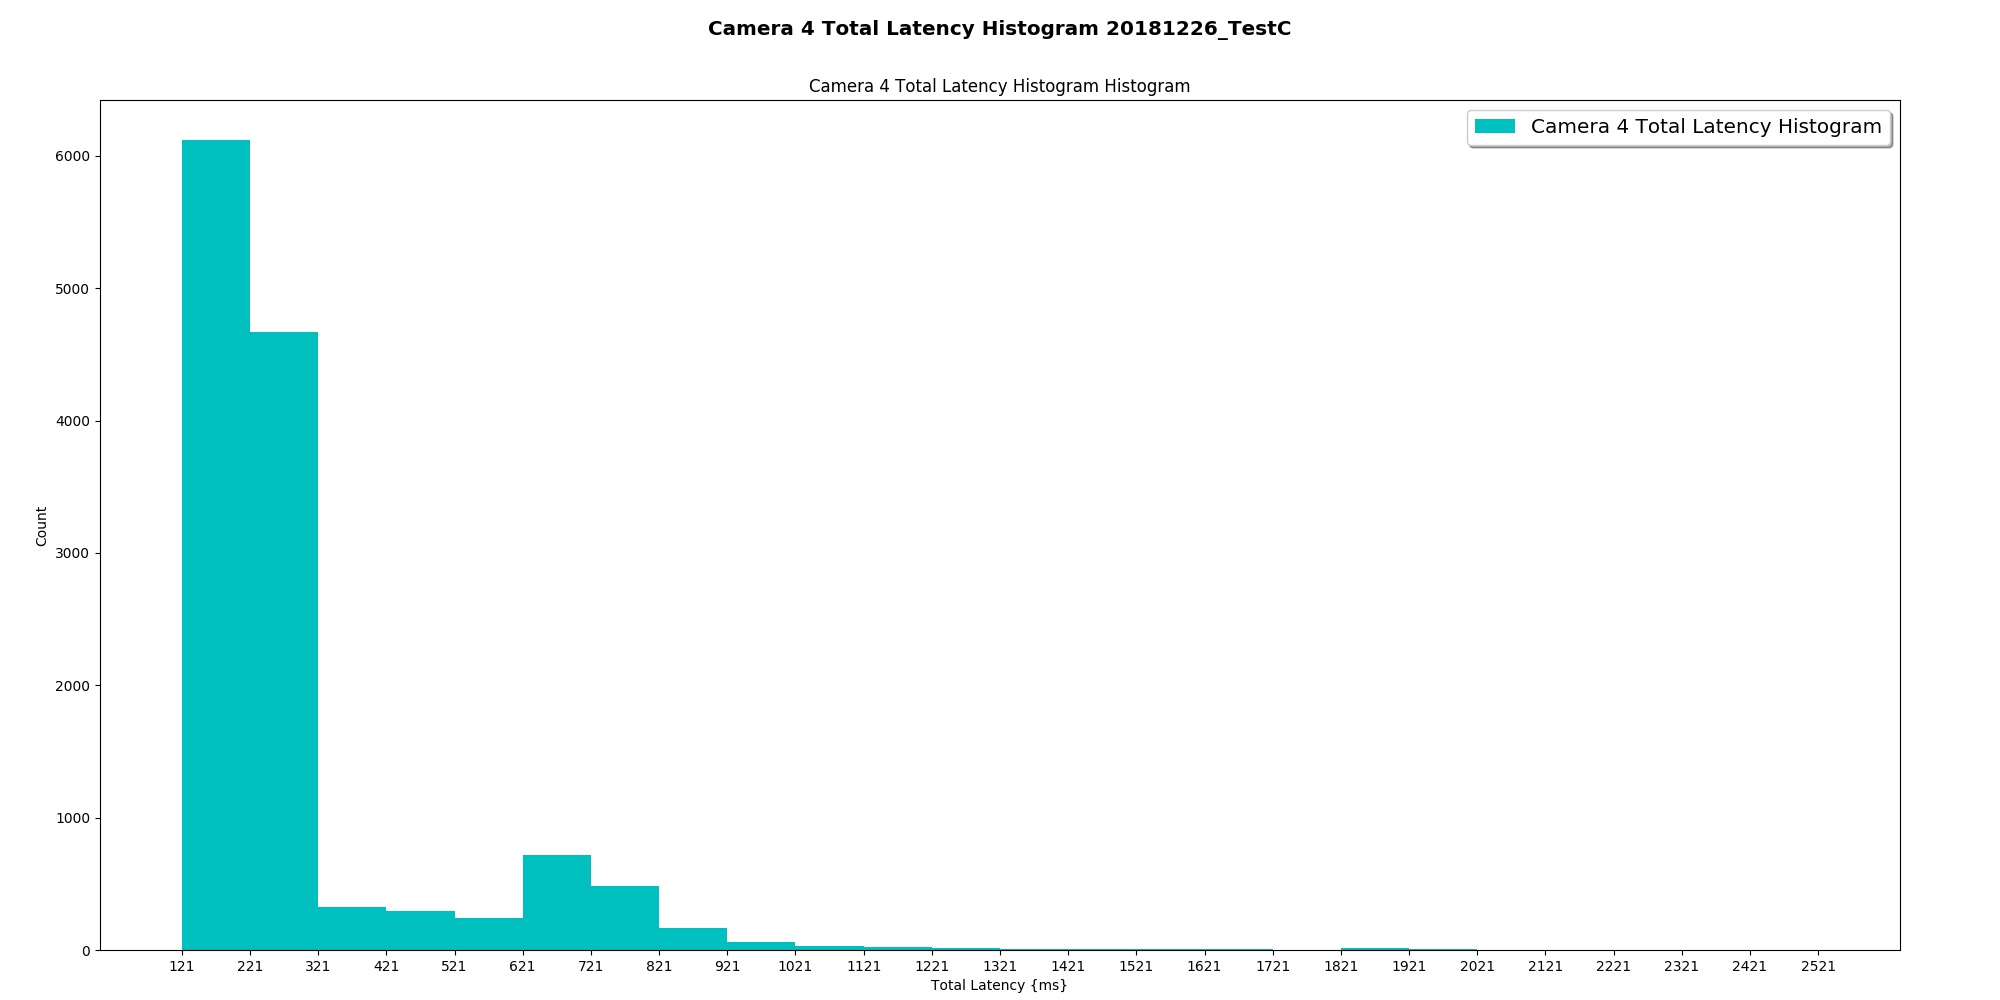 Camera 4 Total Latency Histogram 20181226_TestC
Camera 4 Total Latency Histogram Histogram
Camera 4 Total Latency Histogram
6000
5000
4000
3000
2000
1000
0
Count
121 221 321 421 521 621 721 821 921 1021 1121 1221 1321 1421 1521 1621 1721 1821 1921 2021 2121 2221 2321 2421 2521
Total Latency {ms}